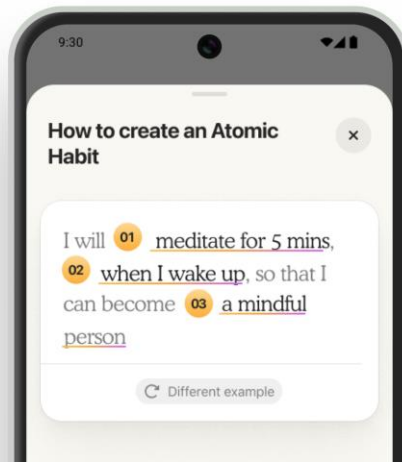 9:30
How to create an Atomic
Habit
I will 01 meditate for 5 mins,
02 when I wake up, so that I
can become 03 a mindful
person
Different example